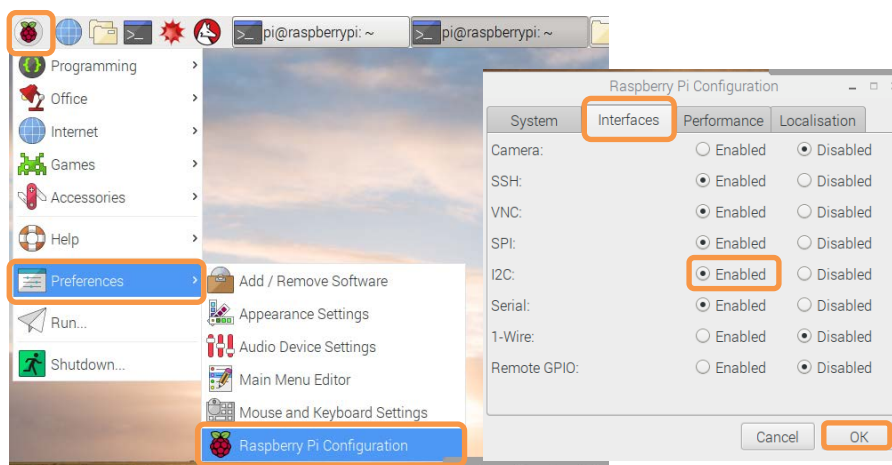 pi@raspberrypi: ~
pi@raspberrypi: ~
Programming
Office
Internet
Games
Accessories
Help
Preferences
Run...
Shutdown...
Add / Remove Software
Appearance Settings
Audio Device Settings
Main Menu Editor
Mouse and Keyboard Settings
Raspberry Pi Configuration
Raspberry Pi Configuration
System Interfaces Performance Localisation
Camera: Enabled Disabled
SSH: Enabled Disabled
VNC: Enabled Disabled
SPI: Enabled Disabled
I2C: Enabled Disabled
Serial: Enabled Disabled
1-Wire: Enabled Disabled
Remote GPIO: Enabled Disabled
Cancel OK